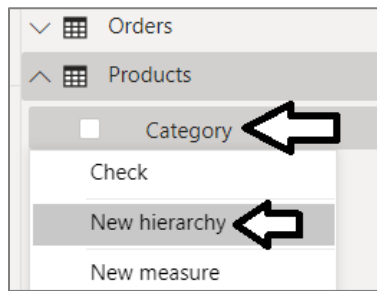 Orders
Products
Category
Check
New hierarchy
New measure